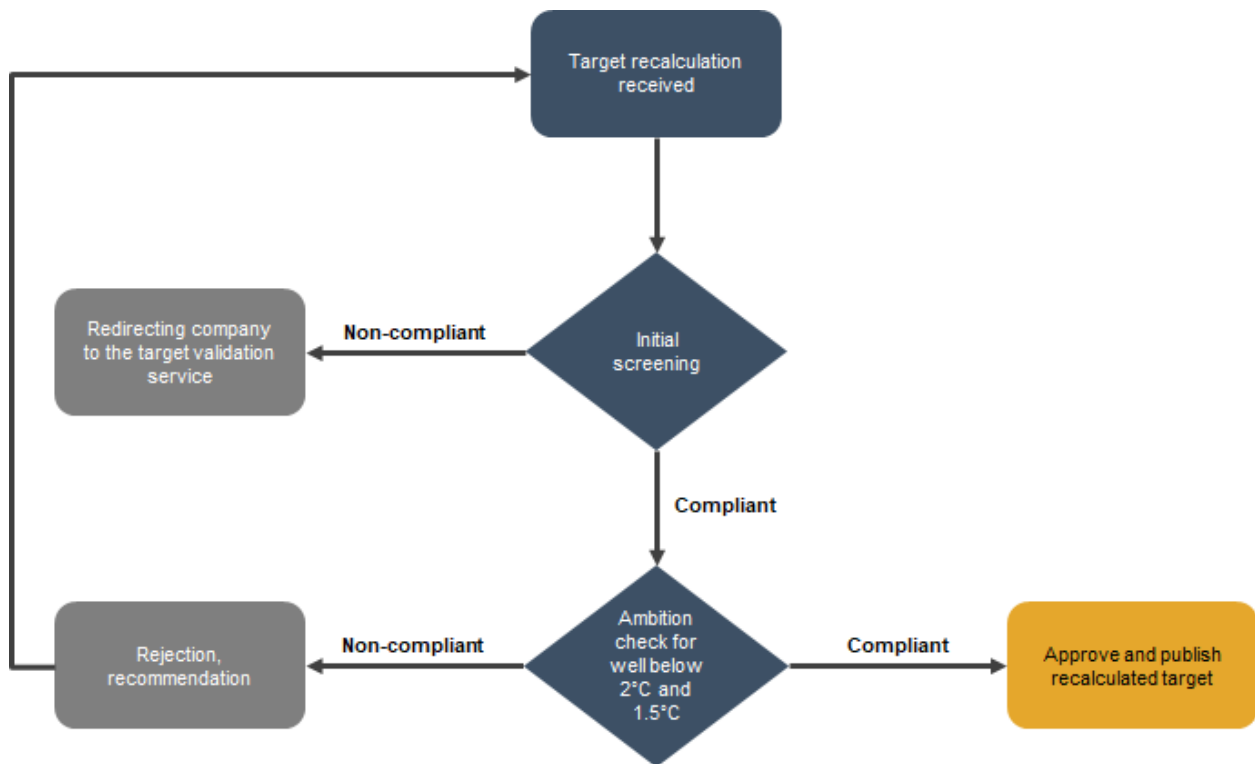 Target recalculation
received
Redirecting company
to the target validation
service
Non-compliant
Initial
screening
Compliant
Rejection,
recommendation
Non-compliant
Ambition
check for
well below
2°C and
1.5°C
Compliant
Approve and publish
recalculated target